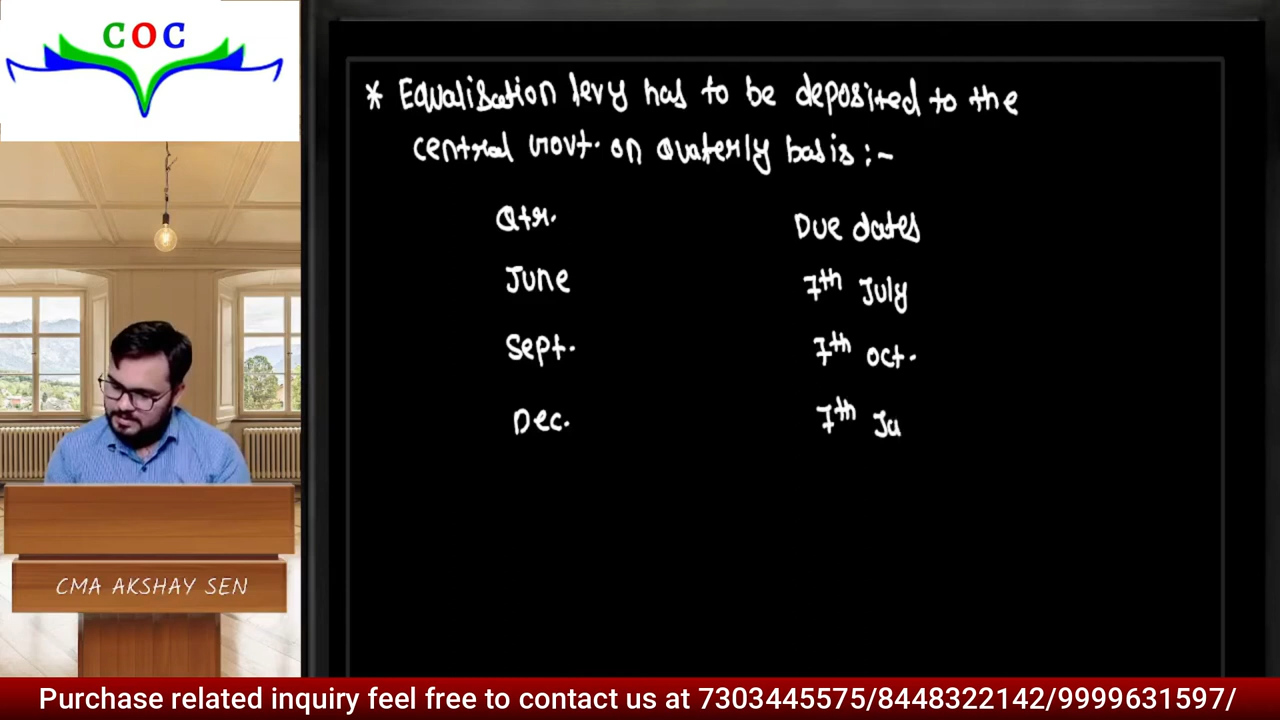 COC
* Equalisation levy has to be deposited to the
central Govt. on Quaterly basis :-
Qtr. Due dates
June 7th July
Sept. 7th Oct.
Dec. 7th Ja
CMA AKSHAY SEN
Purchase related inquiry feel free to contact us at 7303445575/8448322142/9999631597/